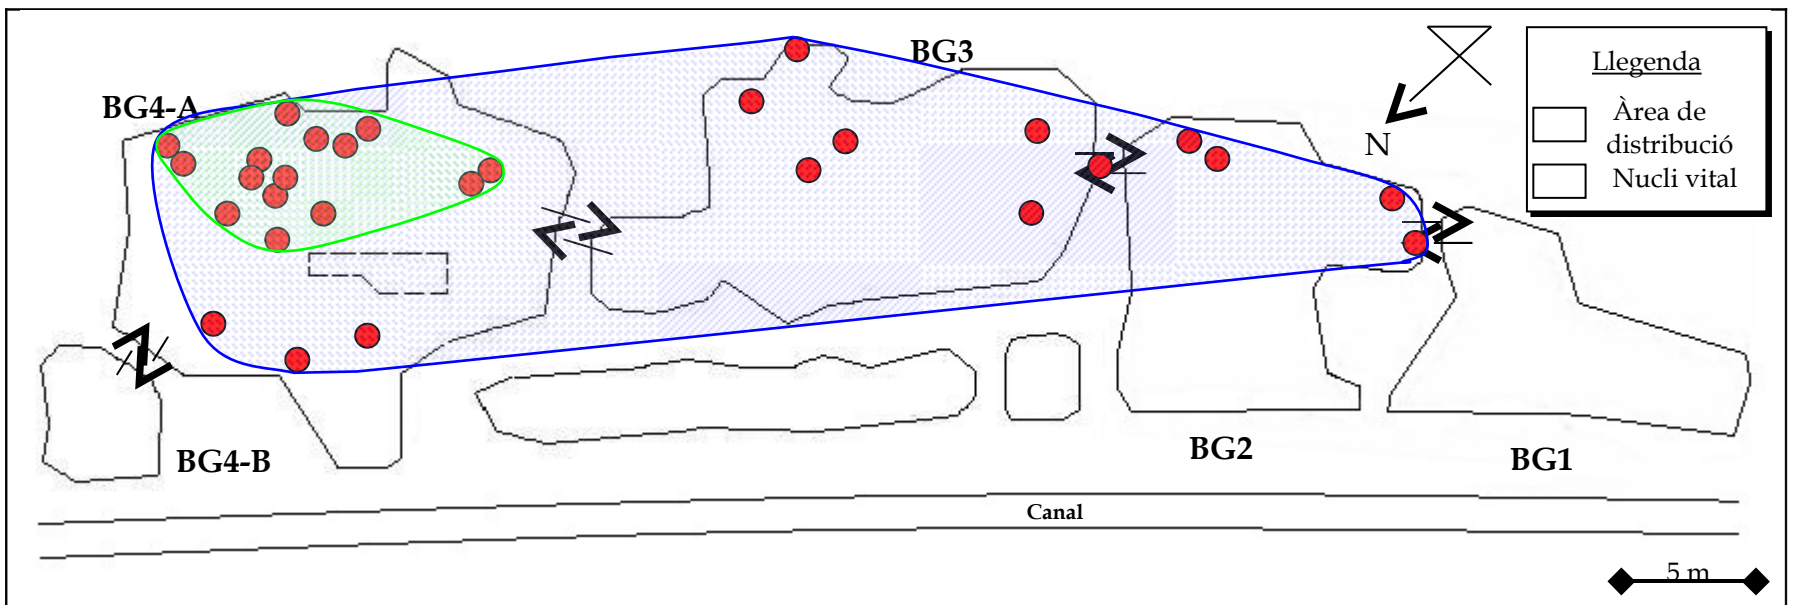 BG3
Llegenda
BG4-A
Àrea de
distribució
N
Nucli vital
BG2
BG1
BG4-B
Canal
5 m